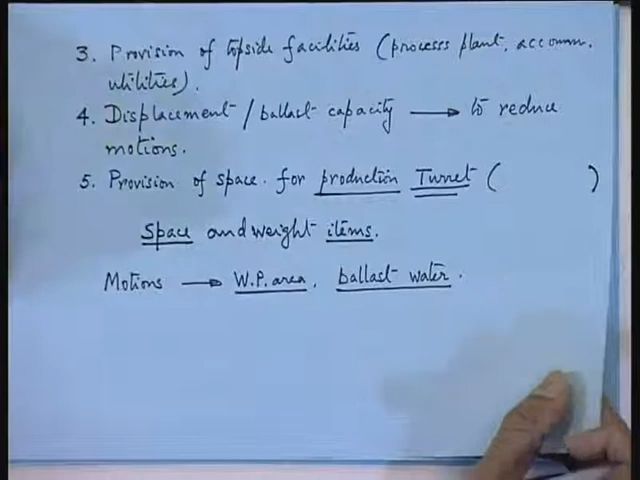 3. Provision of topside facilities (process plant, accomm.
utilities).
4. Displacement / ballast capacity → to reduce
motions.
5. Provision of space for production Turret ( )
Space and weight items.
Motions → W.P. area, ballast water.